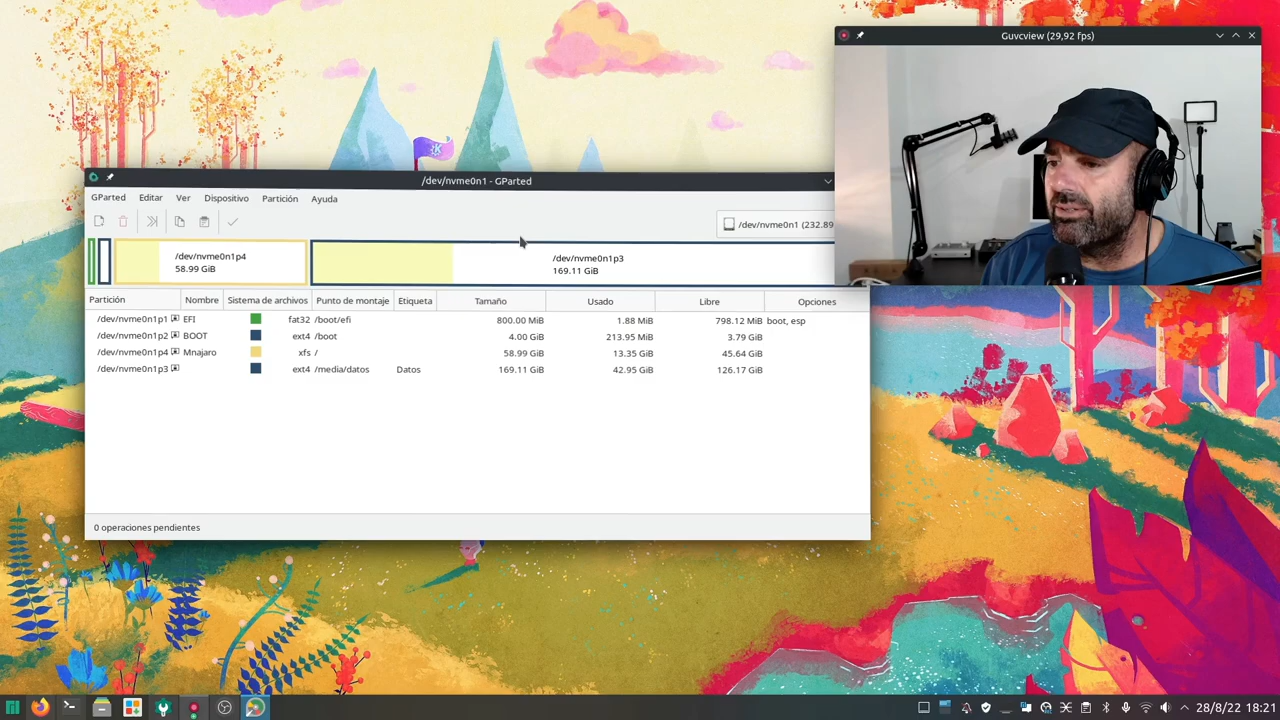 Guvcview (29,92 fps)
/dev/nvme0n1 - GParted
GParted Editar Ver Dispositivo Partición Ayuda
/dev/nvme0n1 (232.89
/dev/nvme0n1p4
58.99 GiB
/dev/nvme0n1p3
169.11 GiB
Partición Nombre Sistema de archivos Punto de montaje Etiqueta Tamaño Usado Libre Opciones
/dev/nvme0n1p1 EFI fat32 /boot/efi 800.00 MiB 1.88 MiB 798.12 MiB boot, esp
/dev/nvme0n1p2 BOOT ext4 /boot 4.00 GiB 213.95 MiB 3.79 GiB
/dev/nvme0n1p4 Mnajaro xfs / 58.99 GiB 13.35 GiB 45.64 GiB
/dev/nvme0n1p3 ext4 /media/datos Datos 169.11 GiB 42.95 GiB 126.17 GiB
0 operaciones pendientes
28/8/22 18:21